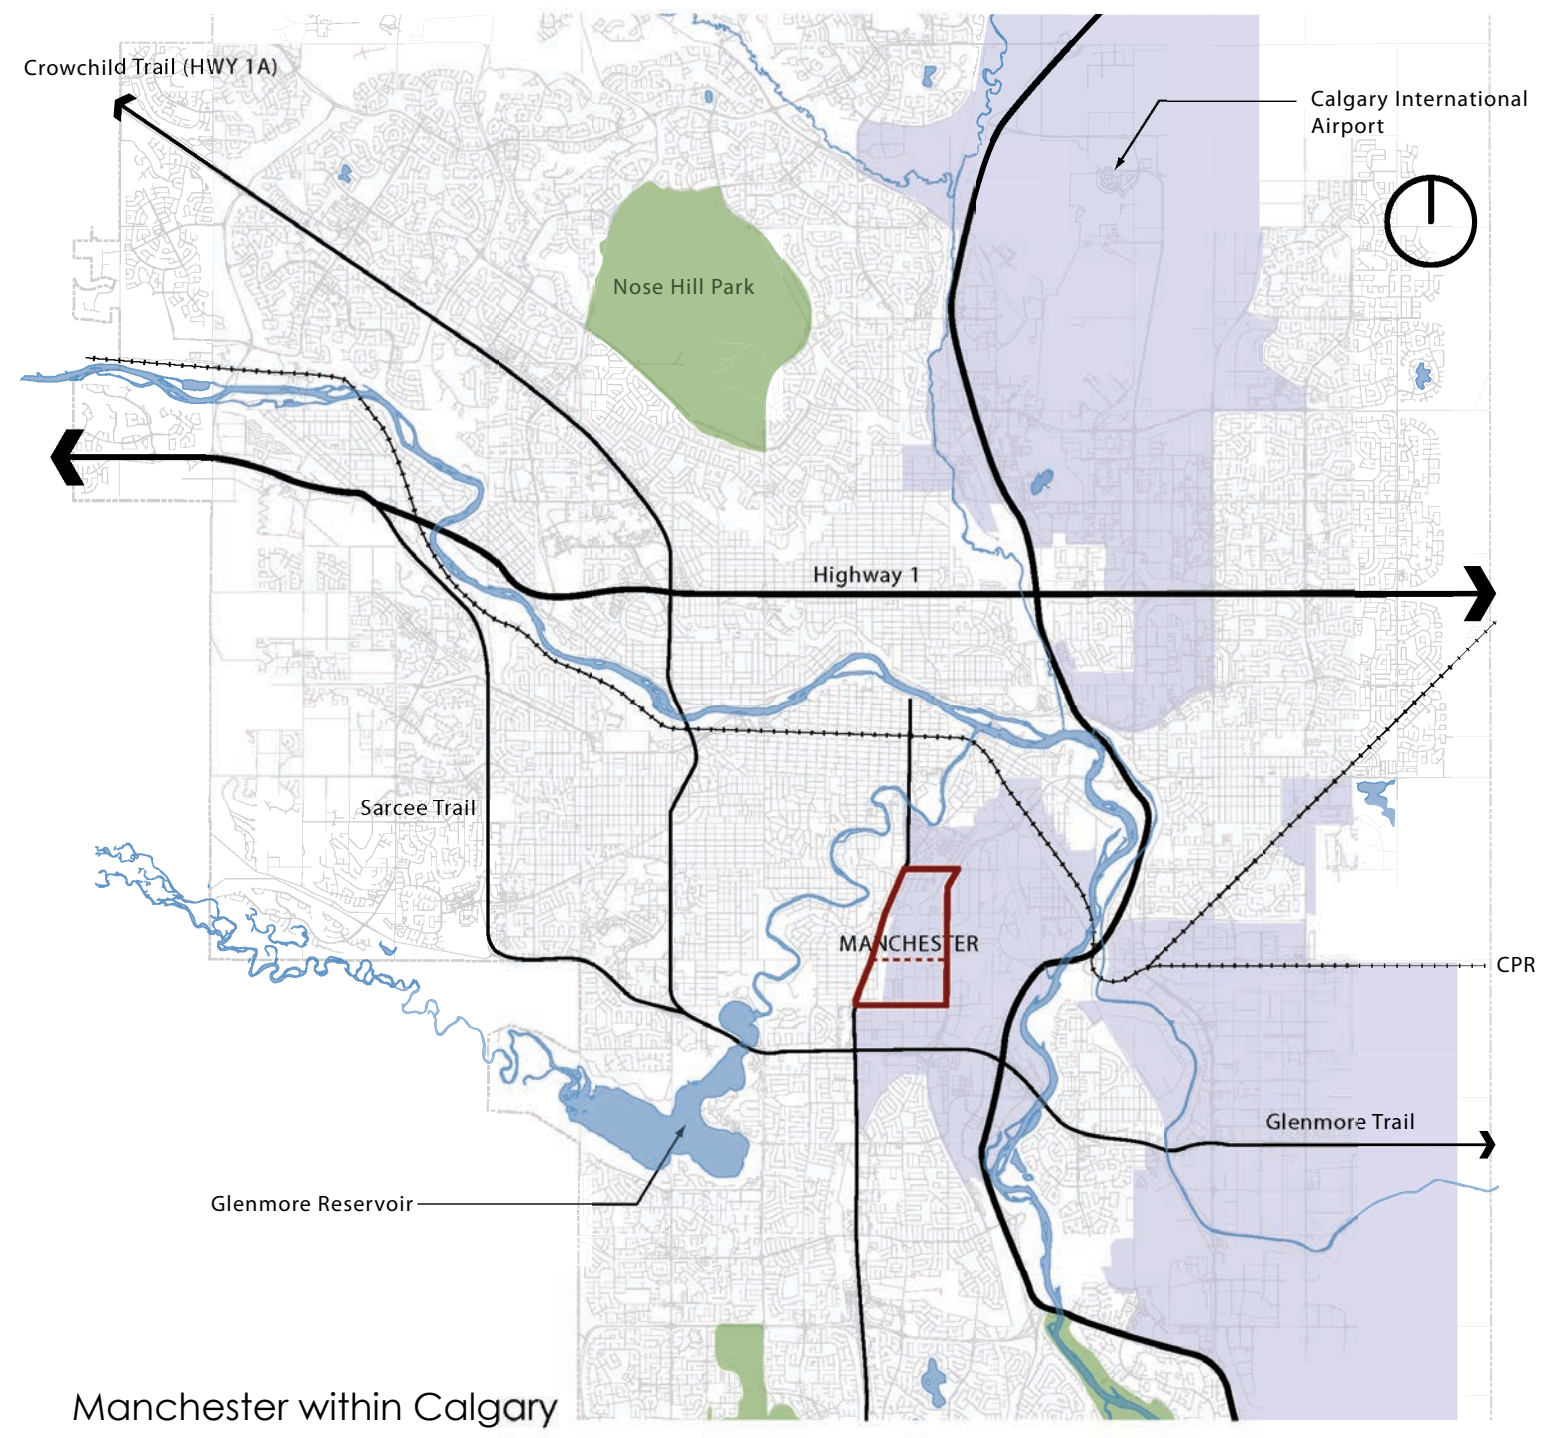 Crowchild Trail (HWY 1A)
Calgary International
Airport
Nose Hill Park
Highway 1
Sarcee Trail
MANCHESTER
CPR
Glenmore Trail
Glenmore Reservoir
Manchester within Calgary